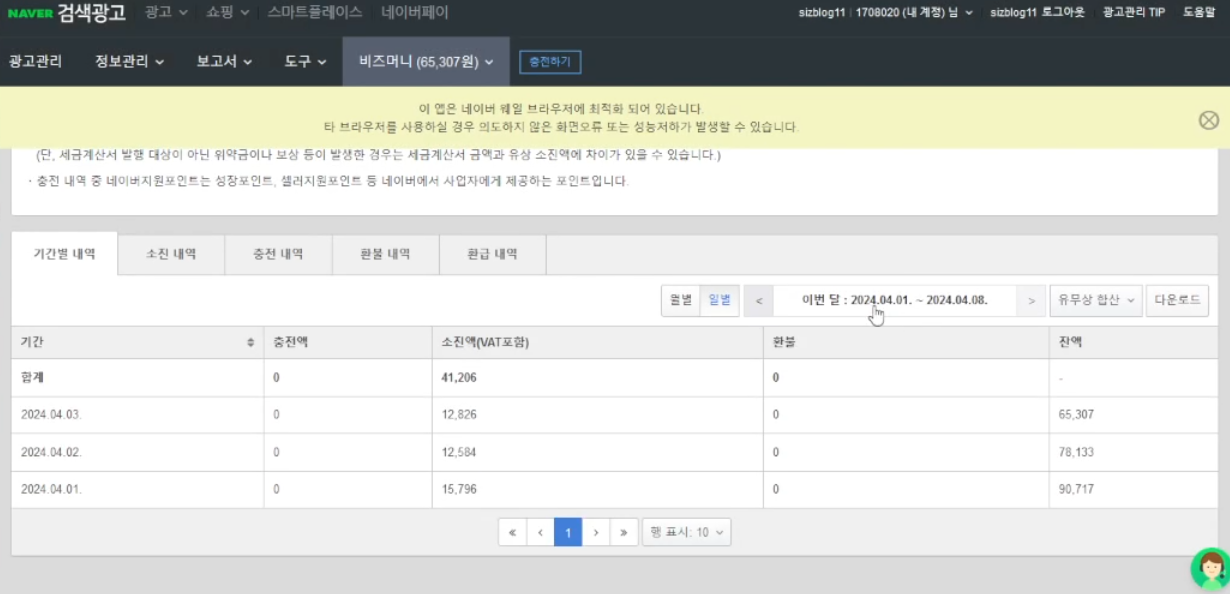 NAVER 검색광고 광고 쇼핑 스마트플레이스 네이버페이 sizblog11 1708020 (내 계정) 님 sizblog11 로그아웃 광고관리 TIP 도움말
광고관리 정보관리 보고서 도구 비즈머니 (65,307원) 충전하기
이 앱은 네이버 웨일 브라우저에 최적화 되어 있습니다.
타 브라우저를 사용하실 경우 의도하지 않은 화면오류 또는 성능저하가 발생할 수 있습니다.
(단, 세금계산서 발행 대상이 아닌 위약금이나 보상 등이 발생한 경우는 세금계산서 금액과 유상 소진액에 차이가 있을 수 있습니다.)
· 충전 내역 중 네이버지원포인트는 성장포인트, 셀러지원포인트 등 네이버에서 사업자에게 제공하는 포인트입니다.
기간별 내역 소진 내역 충전 내역 환불 내역 환급 내역
월별 일별 < 이번 달 : 2024.04.01. ~ 2024.04.08. > 유무상 합산 다운로드
기간 충전액 소진액(VAT포함) 환불 잔액
합계 0 41,206 0 -
2024.04.03. 0 12,826 0 65,307
2024.04.02. 0 12,584 0 78,133
2024.04.01. 0 15,796 0 90,717
« ‹ 1 › » 행 표시: 10